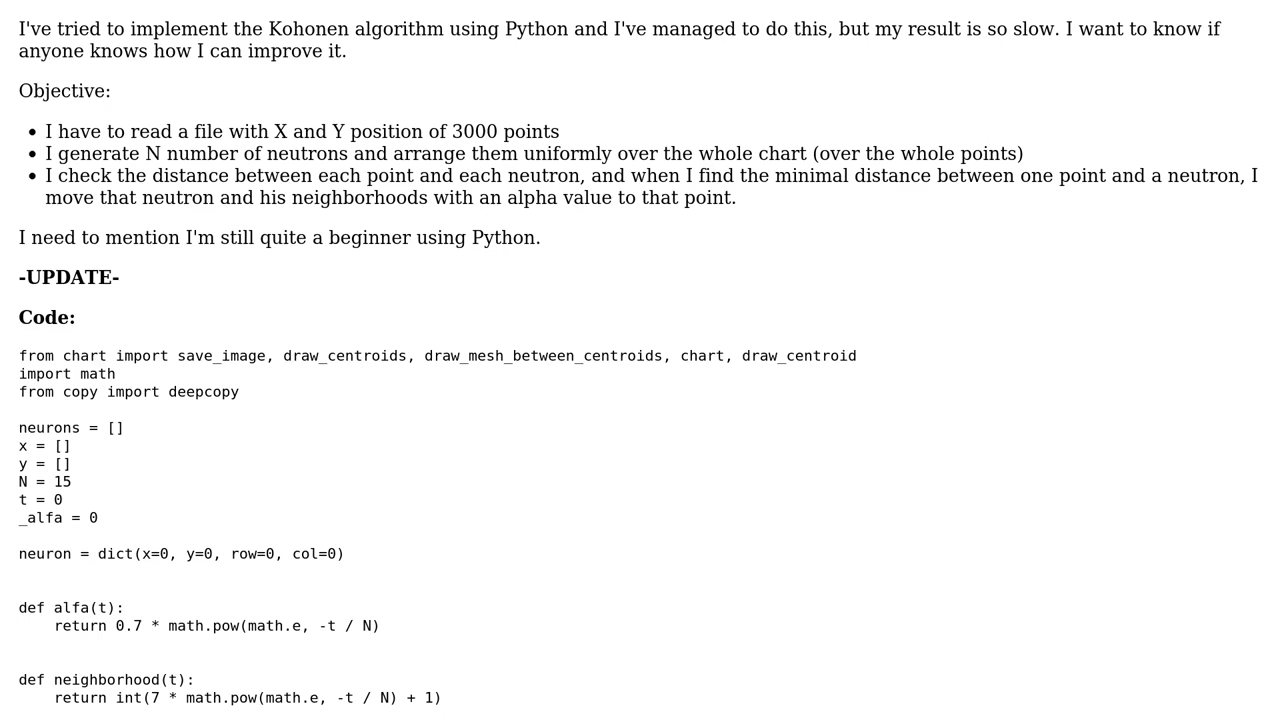 I've tried to implement the Kohonen algorithm using Python and I've managed to do this, but my result is so slow. I want to know if
anyone knows how I can improve it.
Objective:
• I have to read a file with X and Y position of 3000 points
• I generate N number of neutrons and arrange them uniformly over the whole chart (over the whole points)
• I check the distance between each point and each neutron, and when I find the minimal distance between one point and a neutron, I
move that neutron and his neighborhoods with an alpha value to that point.
I need to mention I'm still quite a beginner using Python.
-UPDATE-
Code:
from chart import save_image, draw_centroids, draw_mesh_between_centroids, chart, draw_centroid
import math
from copy import deepcopy
neurons = []
x = []
y = []
N = 15
t = 0
_alfa = 0
neuron = dict(x=0, y=0, row=0, col=0)
def alfa(t):
    return 0.7 * math.pow(math.e, -t / N)
def neighborhood(t):
    return int(7 * math.pow(math.e, -t / N) + 1)